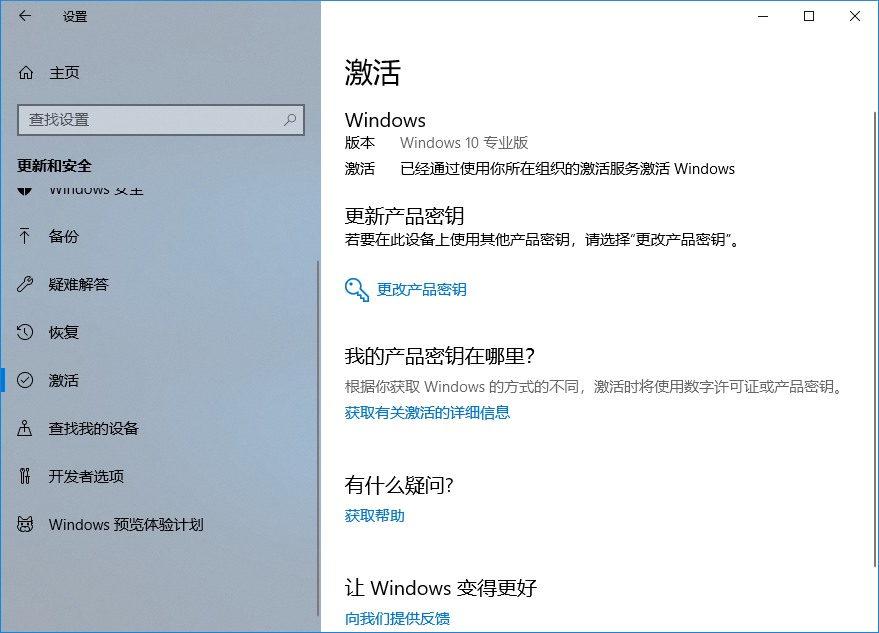 设置
主页
查找设置
更新和安全
Windows 安全
备份
疑难解答
恢复
激活
查找我的设备
开发者选项
Windows 预览体验计划
激活
Windows
版本 Windows 10 专业版
激活 已经通过使用你所在组织的激活服务激活 Windows
更新产品密钥
若要在此设备上使用其他产品密钥，请选择“更改产品密钥”。
更改产品密钥
我的产品密钥在哪里?
根据你获取 Windows 的方式的不同，激活时将使用数字许可证或产品密钥。
获取有关激活的详细信息
有什么疑问?
获取帮助
让 Windows 变得更好
向我们提供反馈